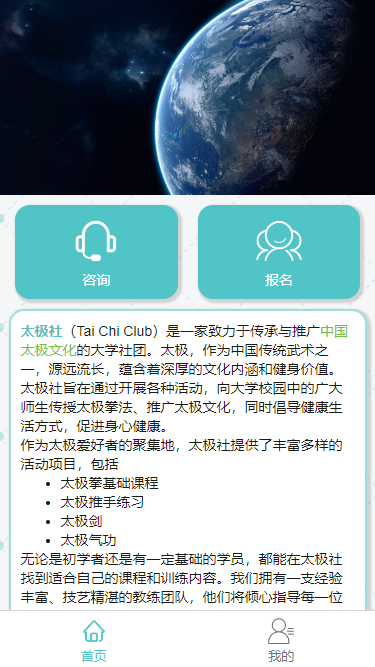 咨询
报名
太极社（Tai Chi Club）是一家致力于传承与推广中国
太极文化的大学社团。太极，作为中国传统武术之
一，源远流长，蕴含着深厚的文化内涵和健身价值。
太极社旨在通过开展各种活动，向大学校园中的广大
师生传授太极拳法、推广太极文化，同时倡导健康生
活方式，促进身心健康。
作为太极爱好者的聚集地，太极社提供了丰富多样的
活动项目，包括
• 太极拳基础课程
• 太极推手练习
• 太极剑
• 太极气功
无论是初学者还是有一定基础的学员，都能在太极社
找到适合自己的课程和训练内容。我们拥有一支经验
丰富、技艺精湛的教练团队，他们将倾心指导每一位
首页
我的